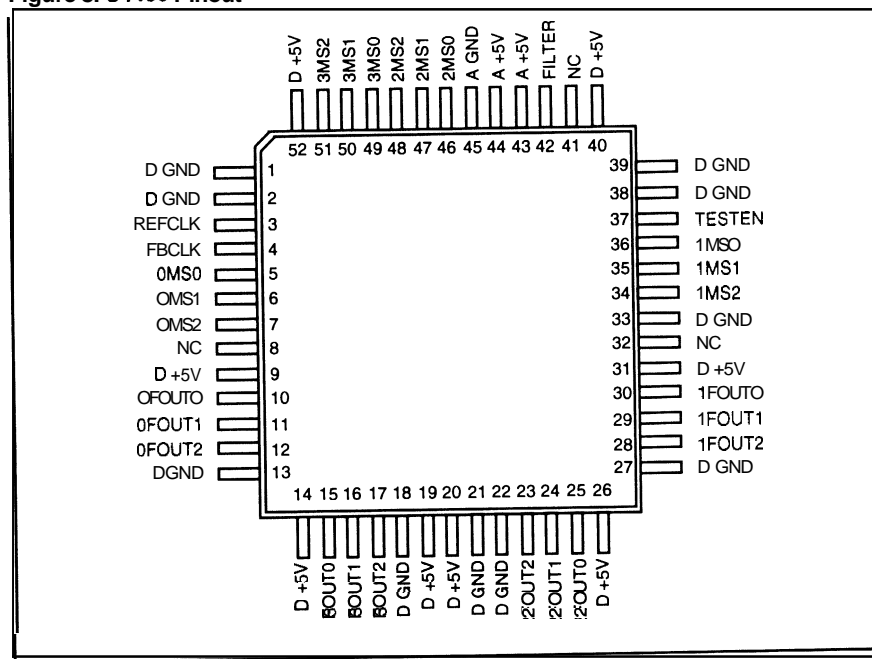 D +5V
3MS2
3MS1
3MS0
2MS2
2MS1
2MS0
A GND
A +5V
A +5V
FILTER
NC
D +5V
52 51 50 49 48 47 46 45 44 43 42 41 40
D GND 1
D GND 2
REFCLK 3
FBCLK 4
0MS0 5
OMS1 6
OMS2 7
NC 8
D +5V 9
OFOUTO 10
0FOUT1 11
0FOUT2 12
DGND 13
39 D GND
38 D GND
37 TESTEN
36 1MSO
35 1MS1
34 1MS2
33 D GND
32 NC
31 D +5V
30 1FOUTO
29 1FOUT1
28 1FOUT2
27 D GND
14 15 16 17 18 19 20 21 22 23 24 25 26
D +5V
D GND
D +5V
D +5V
D GND
D GND
D +5V